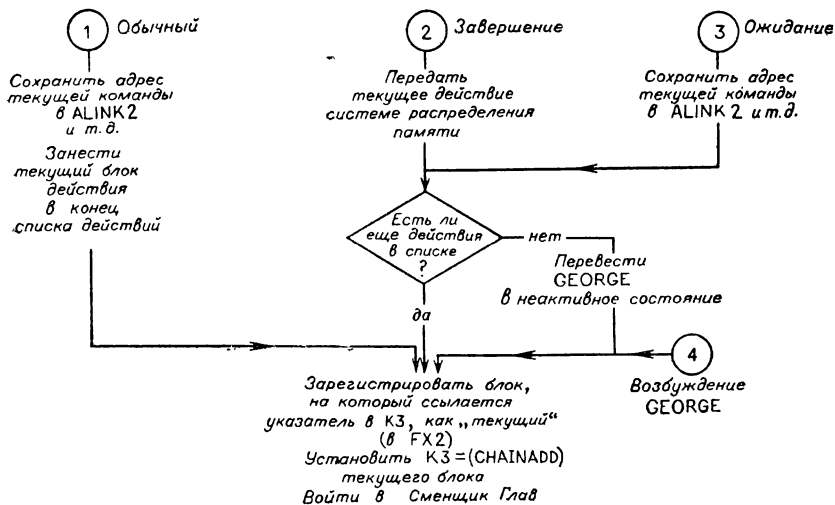 1 Обычный
Сохранить адрес
текущей команды
в ALINK2
и т.д.
Занести
текущий блок
действия
в конец
списка действий
2 Завершение
Передать
текущее действие
системе распределения
памяти
3 Ожидание
Сохранить адрес
текущей команды
в ALINK 2 и т.д.
Есть ли
еще действия
в списке
?
нет
да
Перевести
GEORGE
в неактивное состояние
4
Возбуждение
GEORGE
Зарегистрировать блок,
на который ссылается
указатель в K3, как „текущий“
(в FX2)
Установить K3=(CHAINADD)
текущего блока
Войти в Сменщик Глав